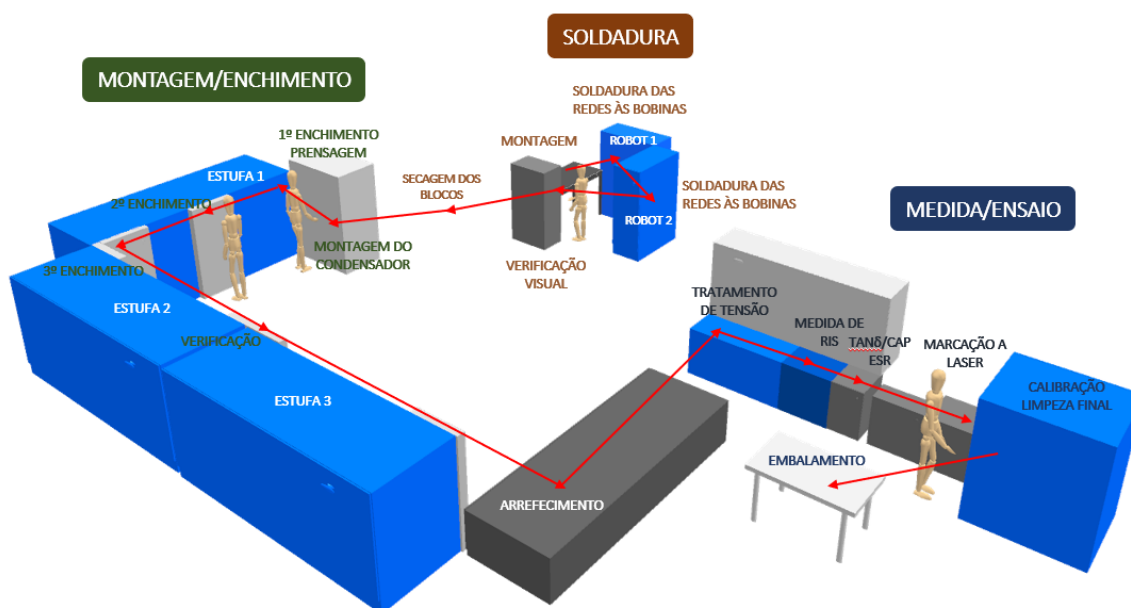 SOLDADURA
MONTAGEM/ENCHIMENTO
SOLDADURA DAS
REDES ÀS BOBINAS
1º ENCHIMENTO
PRENSAGEM
MONTAGEM
ROBOT 1
ESTUFA 1
SECAGEM DOS
BLOCOS
SOLDADURA DAS
REDES ÀS BOBINAS
2º ENCHIMENTO
ROBOT 2
MEDIDA/ENSAIO
MONTAGEM DO
CONDENSADOR
VERIFICAÇÃO
VISUAL
3º ENCHIMENTO
ESTUFA 2
TRATAMENTO
DE TENSÃO
MEDIDA DE
RIS
TANδ/CAP
ESR
MARCAÇÃO A
LASER
VERIFICAÇÃO
ESTUFA 3
CALIBRAÇÃO
LIMPEZA FINAL
EMBALAMENTO
ARREFECIMENTO